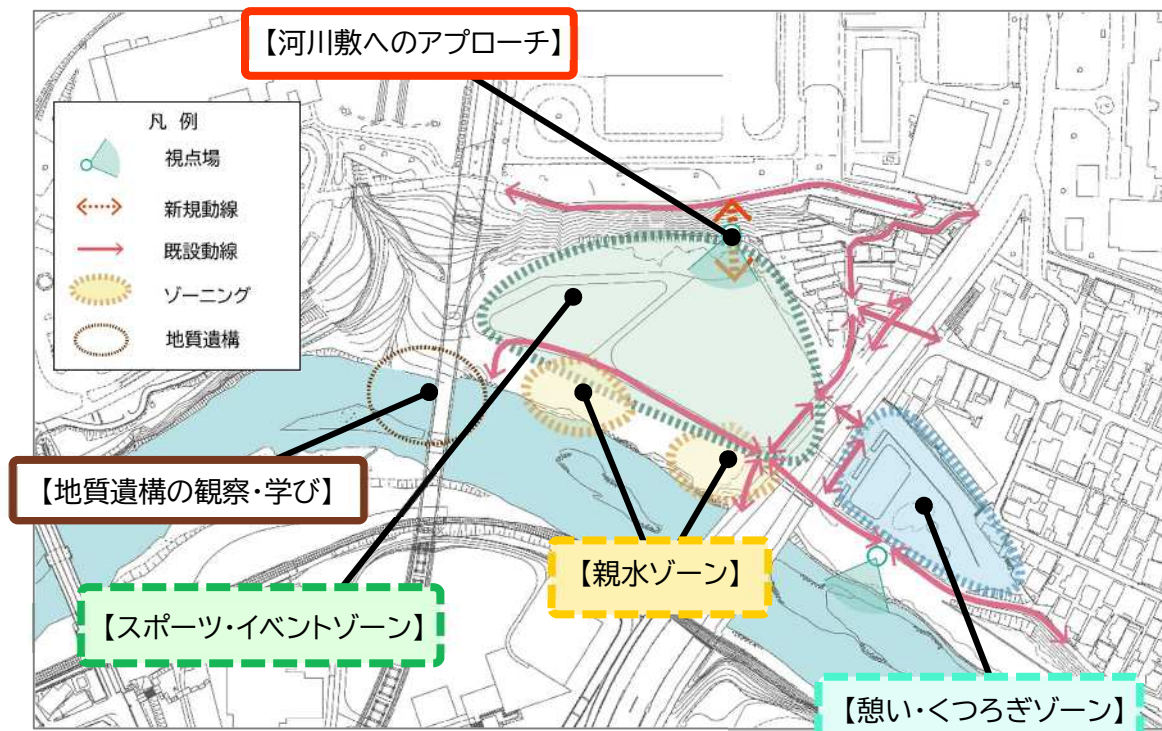 【河川敷へのアプローチ】
凡 例
視点場
新規動線
既設動線
ゾーニング
地質遺構
【地質遺構の観察・学び】
【親水ゾーン】
【スポーツ・イベントゾーン】
【憩い・くつろぎゾーン】